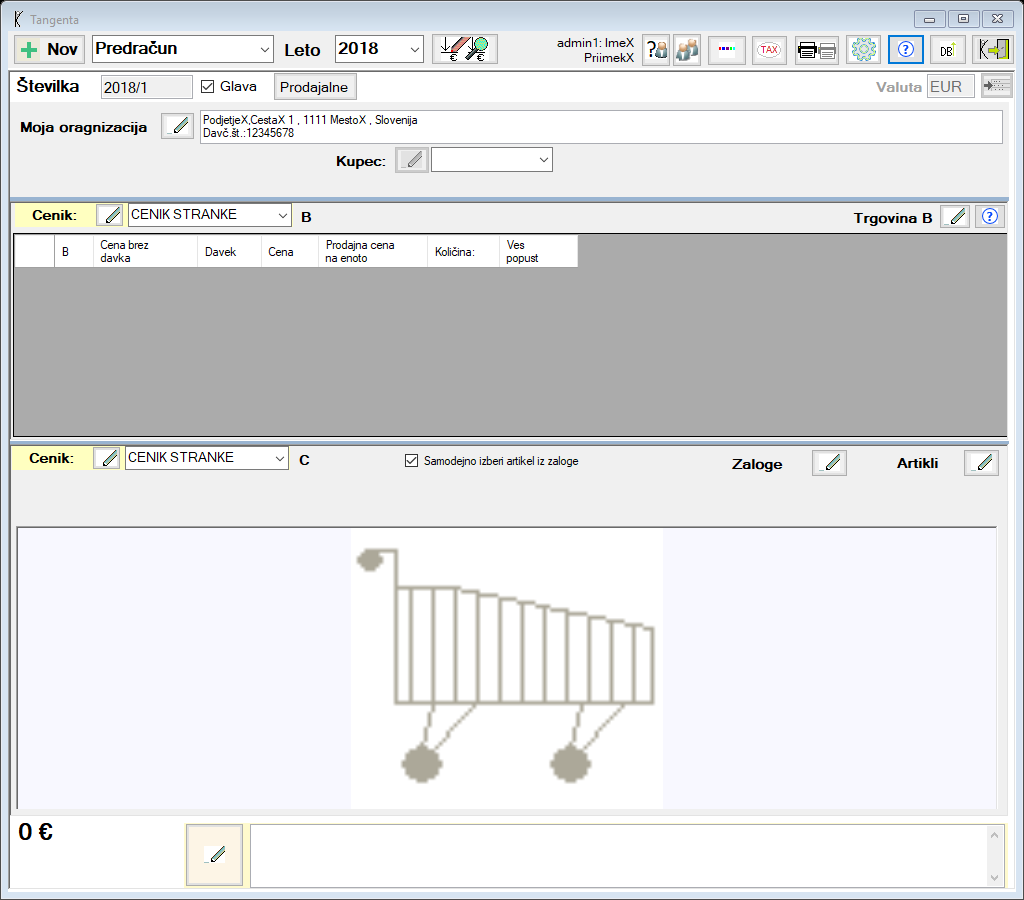 Tangenta
Nov Predračun Leto 2018 admin1: ImeX
PriimekX
TAX DB
Številka 2018/1 Glava Prodajalne Valuta EUR
Moja oragnizacija PodjetjeX,CestaX 1 , 1111 MestoX , Slovenija
Davč.št.:12345678
Kupec:
Cenik: CENIK STRANKE B Trgovina B
B Cena brez davka Davek Cena Prodajna cena na enoto Količina: Ves popust
Cenik: CENIK STRANKE C Samodejno izberi artikel iz zaloge Zaloge Artikli
0 €